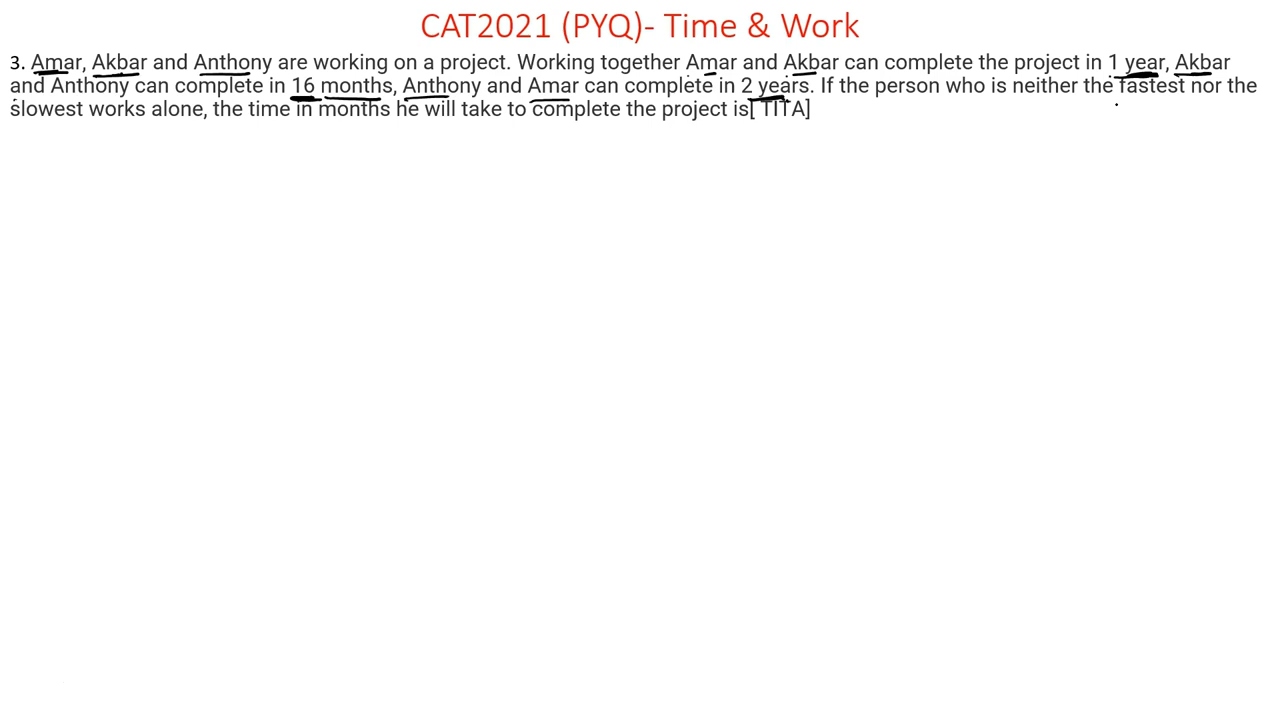 CAT2021 (PYQ)- Time & Work
3. Amar, Akbar and Anthony are working on a project. Working together Amar and Akbar can complete the project in 1 year, Akbar
and Anthony can complete in 16 months, Anthony and Amar can complete in 2 years. If the person who is neither the fastest nor the
slowest works alone, the time in months he will take to complete the project is[ TITA]